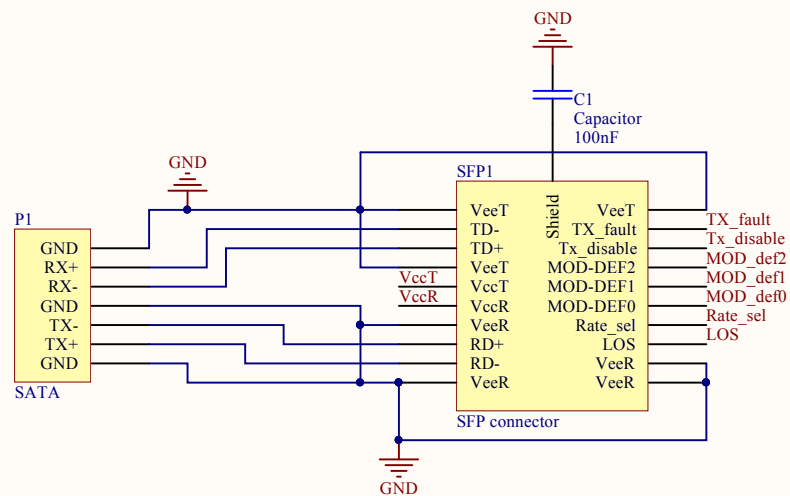 GND
C1
Capacitor
100nF
GND
SFP1
P1
Shield
VeeT
VeeT
TX_fault
TD-
TX_fault
Tx_disable
GND
TD+
Tx_disable
MOD_def2
RX+
VeeT
MOD-DEF2
MOD_def1
RX-
VccT
VccT
MOD-DEF1
MOD_def0
GND
VccR
VccR
MOD-DEF0
Rate_sel
TX-
VeeR
Rate_sel
LOS
TX+
RD+
LOS
GND
RD-
VeeR
VeeR
VeeR
SATA
SFP connector
GND